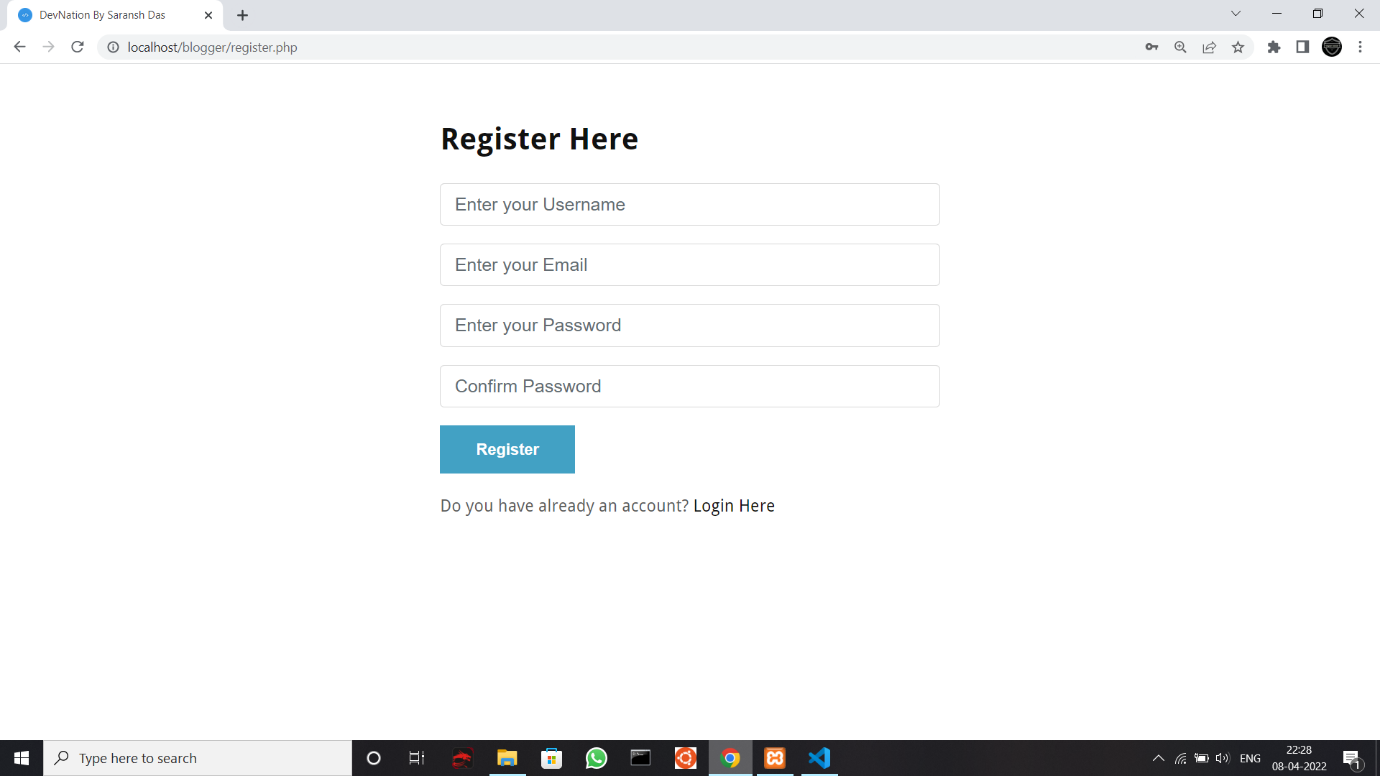 DevNation By Saransh Das
localhost/blogger/register.php
Register Here
Enter your Username
Enter your Email
Enter your Password
Confirm Password
Register
Do you have already an account? Login Here
Type here to search
ENG
22:28
08-04-2022
1